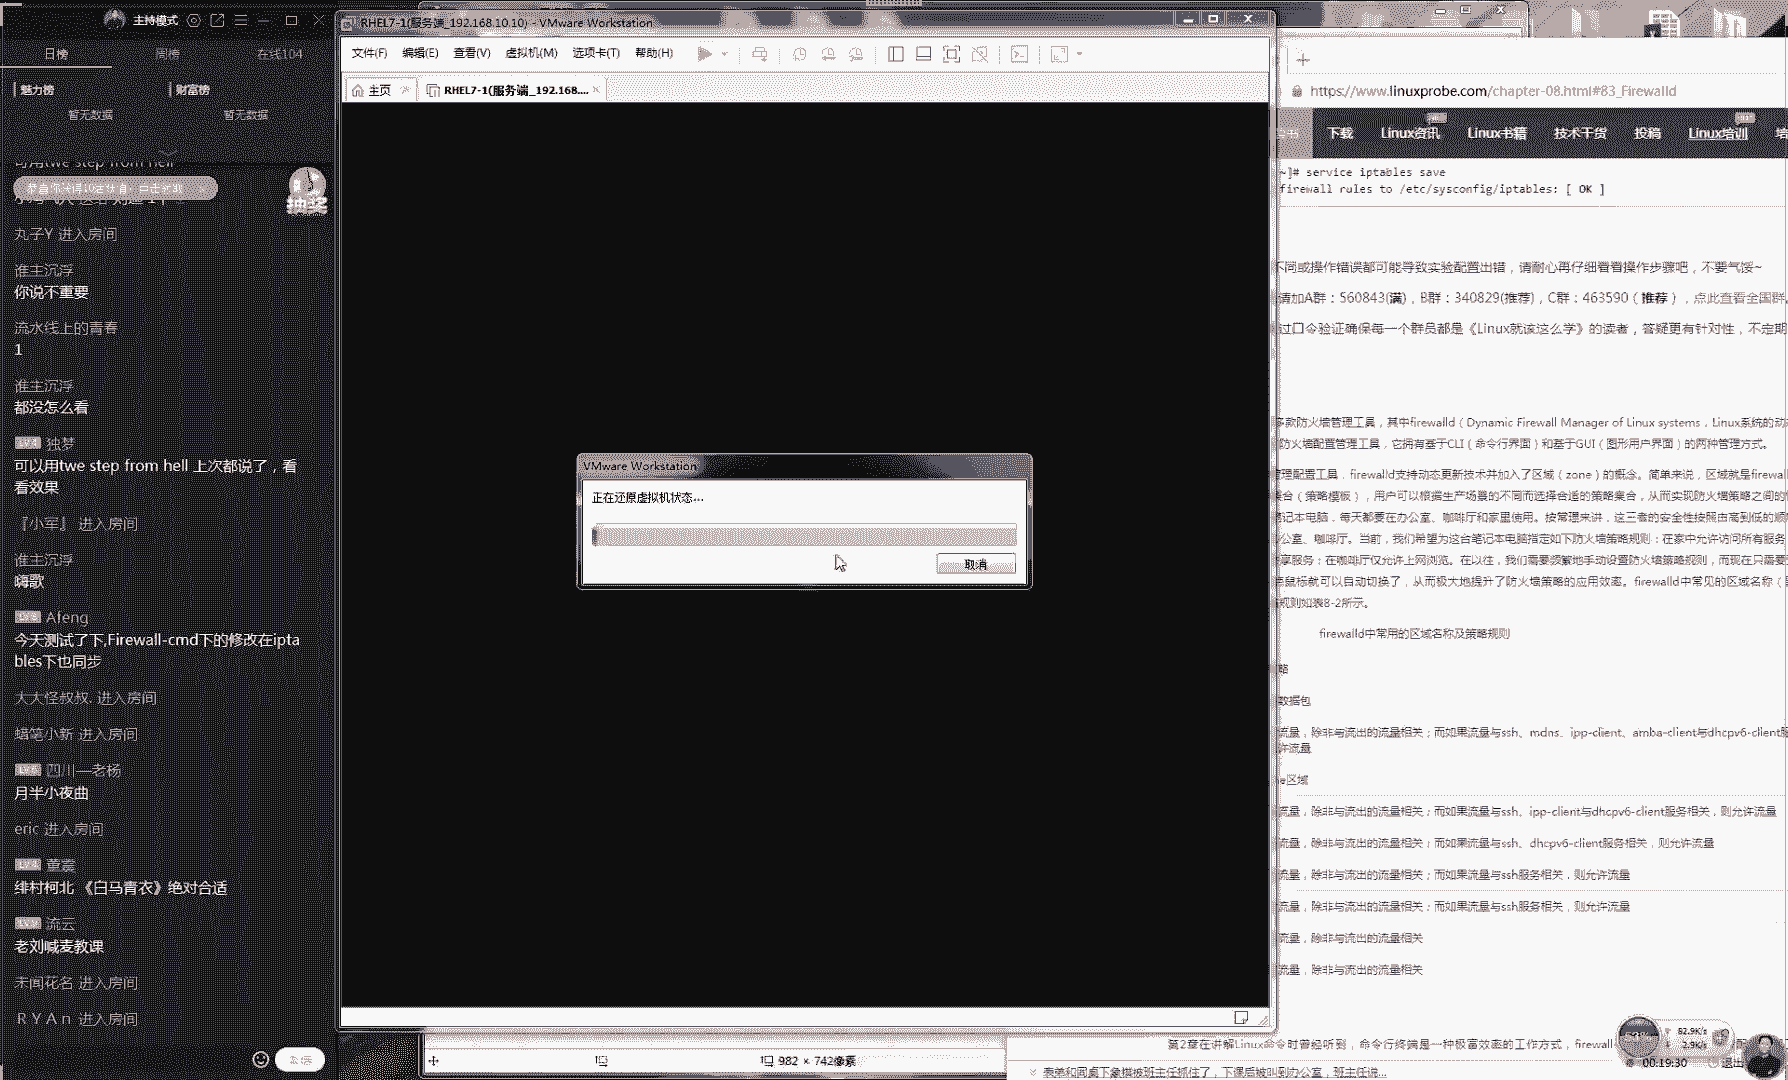 主持模式
日榜 周榜 在线104
魅力榜 财富榜
暂无数据 暂无数据
抽奖
丸子Y 进入房间
谁主沉浮
你说不重要
流水线上的青春
1
谁主沉浮
都没怎么看
独梦
可以用twe step from hell 上次都说了，看
看效果
『小军』 进入房间
谁主沉浮
嗨歌
Afeng
今天测试了下,Firewall-cmd下的修改在ipta
bles下也同步
大大怪叔叔. 进入房间
蜡笔小新 进入房间
四川—老杨
月半小夜曲
eric 进入房间
绯村柯北 《白马青衣》绝对合适
流云
老刘喊麦教课
未闻花名 进入房间
R Y A n 进入房间
RHEL7-1(服务端_192.168.10.10) - VMware Workstation
文件(F) 编辑(E) 查看(V) 虚拟机(M) 选项卡(T) 帮助(H)
主页 RHEL7-1(服务端_192.168....
VMware Workstation
正在还原虚拟机状态...
取消
982 × 742像素
https://www.linuxprobe.com/chapter-08.html#83_Firewalld
下载 Linux资讯 Linux书籍 技术干货 投稿 Linux培训
~]# service iptables save
firewall rules to /etc/sysconfig/iptables: [ OK ]
不同或操作错误都可能导致实验配置出错，请耐心再仔细看看操作步骤吧，不要气馁~
请加A群：560843(满)，B群：340829(推荐)，C群：463590（推荐），点此查看全国群
过口令验证确保每一个群员都是《Linux就该这么学》的读者，答疑更有针对性，不定期
多款防火墙管理工具，其中firewalld（Dynamic Firewall Manager of Linux systems，Linux系统的动
防火墙配置管理工具，它拥有基于CLI（命令行界面）和基于GUI（图形用户界面）的两种管理方式。
管理配置工具，firewalld支持动态更新技术并加入了区域（zone）的概念。简单来说，区域就是firewal
集合（策略模板），用户可以根据生产场景的不同而选择合适的策略集合，从而实现防火墙策略之间的
笔记本电脑，每天都要在办公室、咖啡厅和家里使用。按常理来讲，这三者的安全性按照由高到低的顺
公室、咖啡厅。当前，我们希望为这台笔记本电脑指定如下防火墙策略规则：在家中允许访问所有服务
享服务；在咖啡厅仅允许上网浏览。在以往，我们需要频繁地手动设置防火墙策略规则，而现在只需要
击鼠标就可以自动切换了，从而极大地提升了防火墙策略的应用效率。firewalld中常见的区域名称（
规则如表8-2所示。
firewalld中常用的区域名称及策略规则
略
数据包
流量，除非与流出的流量相关；而如果流量与ssh、mdns、ipp-client、amba-client与dhcpv6-client服
许流量
e区域
流量，除非与流出的流量相关；而如果流量与ssh、ipp-client与dhcpv6-client服务相关，则允许流量
流量，除非与流出的流量相关；而如果流量与ssh、dhcpv6-client服务相关，则允许流量
流量，除非与流出的流量相关；而如果流量与ssh服务相关，则允许流量
流量，除非与流出的流量相关；而如果流量与ssh服务相关，则允许流量
流量，除非与流出的流量相关
流量，除非与流出的流量相关
第2章在讲解Linux命令时曾经听到，命令行终端是一种极富效率的工作方式，firewall-
表弟和同桌下象棋被班主任抓住了，下课后被叫到办公室，班主任说...
53%
82.9K/s
2.9K/s
00:19:30 退出